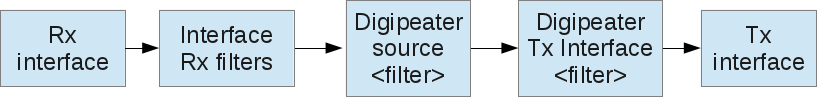 Rx
interface
Interface
Rx filters
Digipeater
source
<filter>
Digipeater
Tx Interface
<filter>
Tx
interface